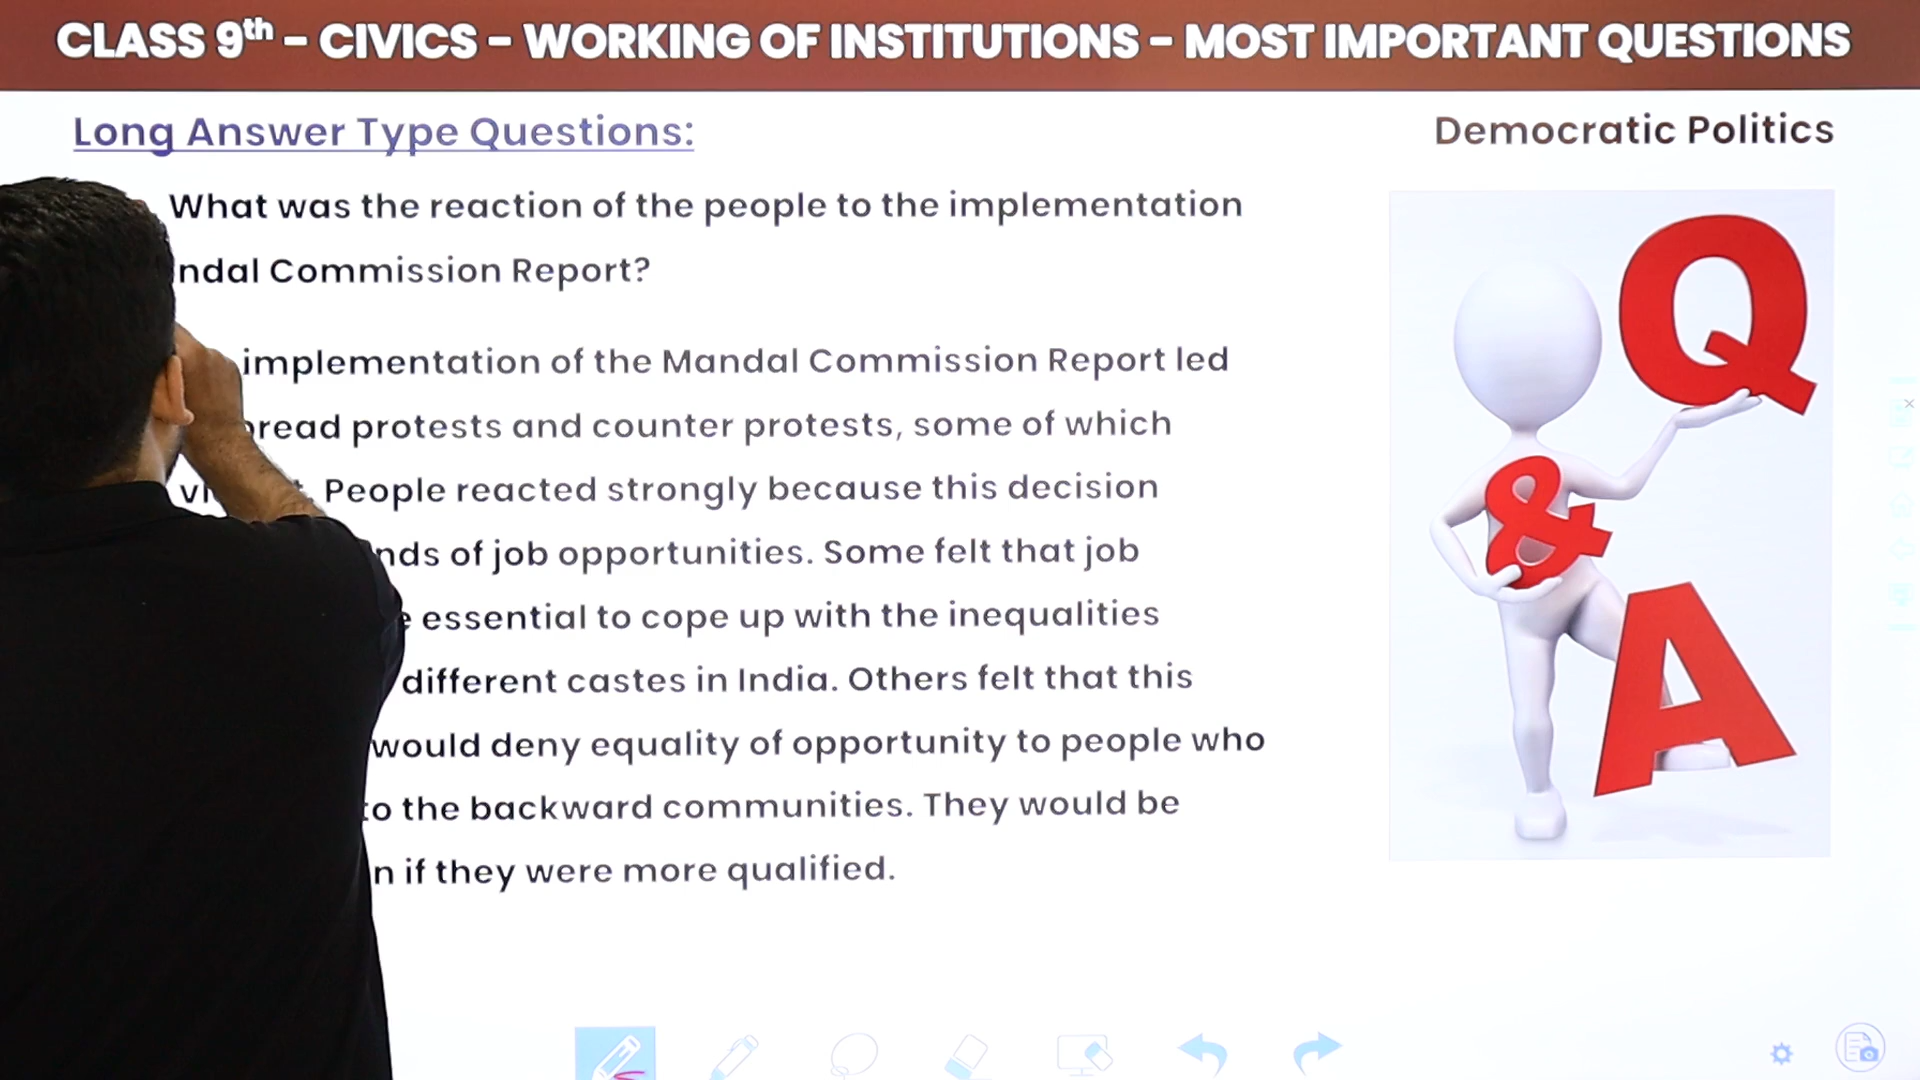 CLASS 9th - CIVICS - WORKING OF INSTITUTIONS - MOST IMPORTANT QUESTIONS
Long Answer Type Questions:
Democratic Politics
What was the reaction of the people to the implementation
Commission Report?
implementation of the Mandal Commission Report led
protests and counter protests, some of which
People reacted strongly because this decision
of job opportunities. Some felt that job
essential to cope up with the inequalities
different castes in India. Others felt that this
would deny equality of opportunity to people who
to the backward communities. They would be
if they were more qualified.
Q
&
A